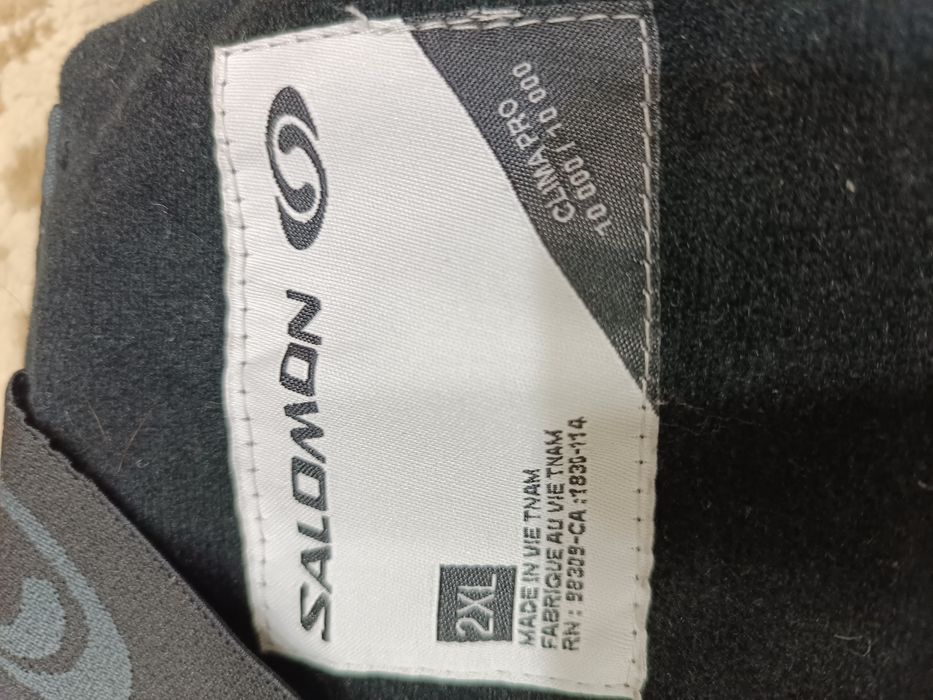 SALOMON
CLIMAPRO
10 000 / 10 000
2XL
MADE IN VIETNAM
FABRIQUE AU VIETNAM
RN : 98309-CA :1830-114